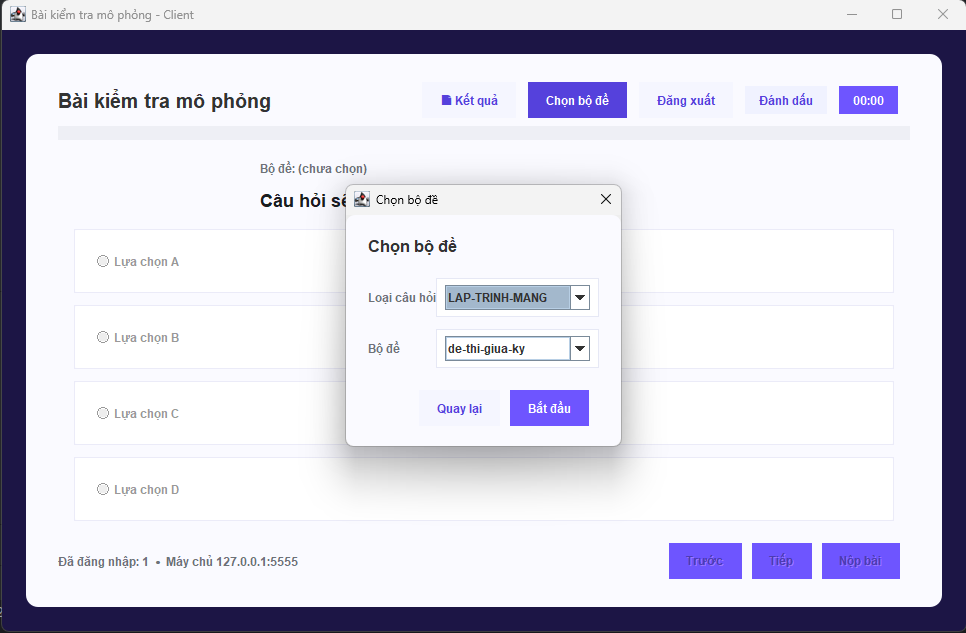 Bài kiểm tra mô phỏng - Client
Bài kiểm tra mô phỏng
Kết quả
Chọn bộ đề
Đăng xuất
Đánh dấu
00:00
Bộ đề: (chưa chọn)
Câu hỏi sẽ
Lựa chọn A
Lựa chọn B
Lựa chọn C
Lựa chọn D
Chọn bộ đề
Chọn bộ đề
Loại câu hỏi
LAP-TRINH-MANG
Bộ đề
de-thi-giua-ky
Quay lại
Bắt đầu
Đã đăng nhập: 1 • Máy chủ 127.0.0.1:5555
Trước
Tiếp
Nộp bài